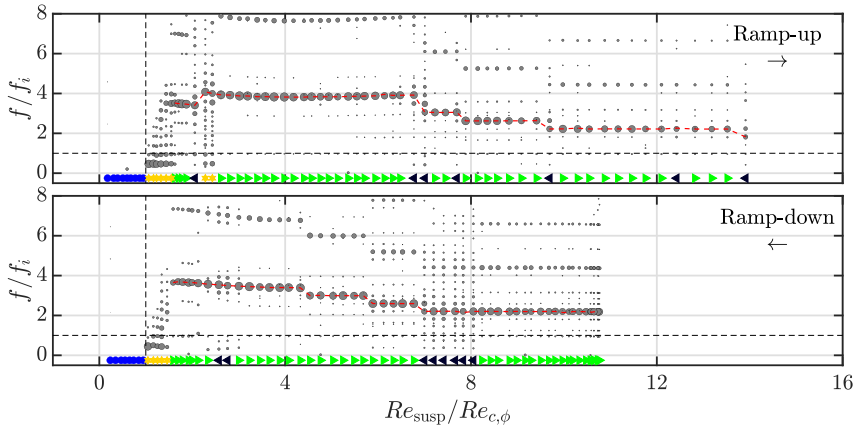 8
6
4
2
0
f/f_i
Ramp-up
→
8
6
4
2
0
f/f_i
Ramp-down
←
0 4 8 12 16
Re_susp/Re_{c,ϕ}